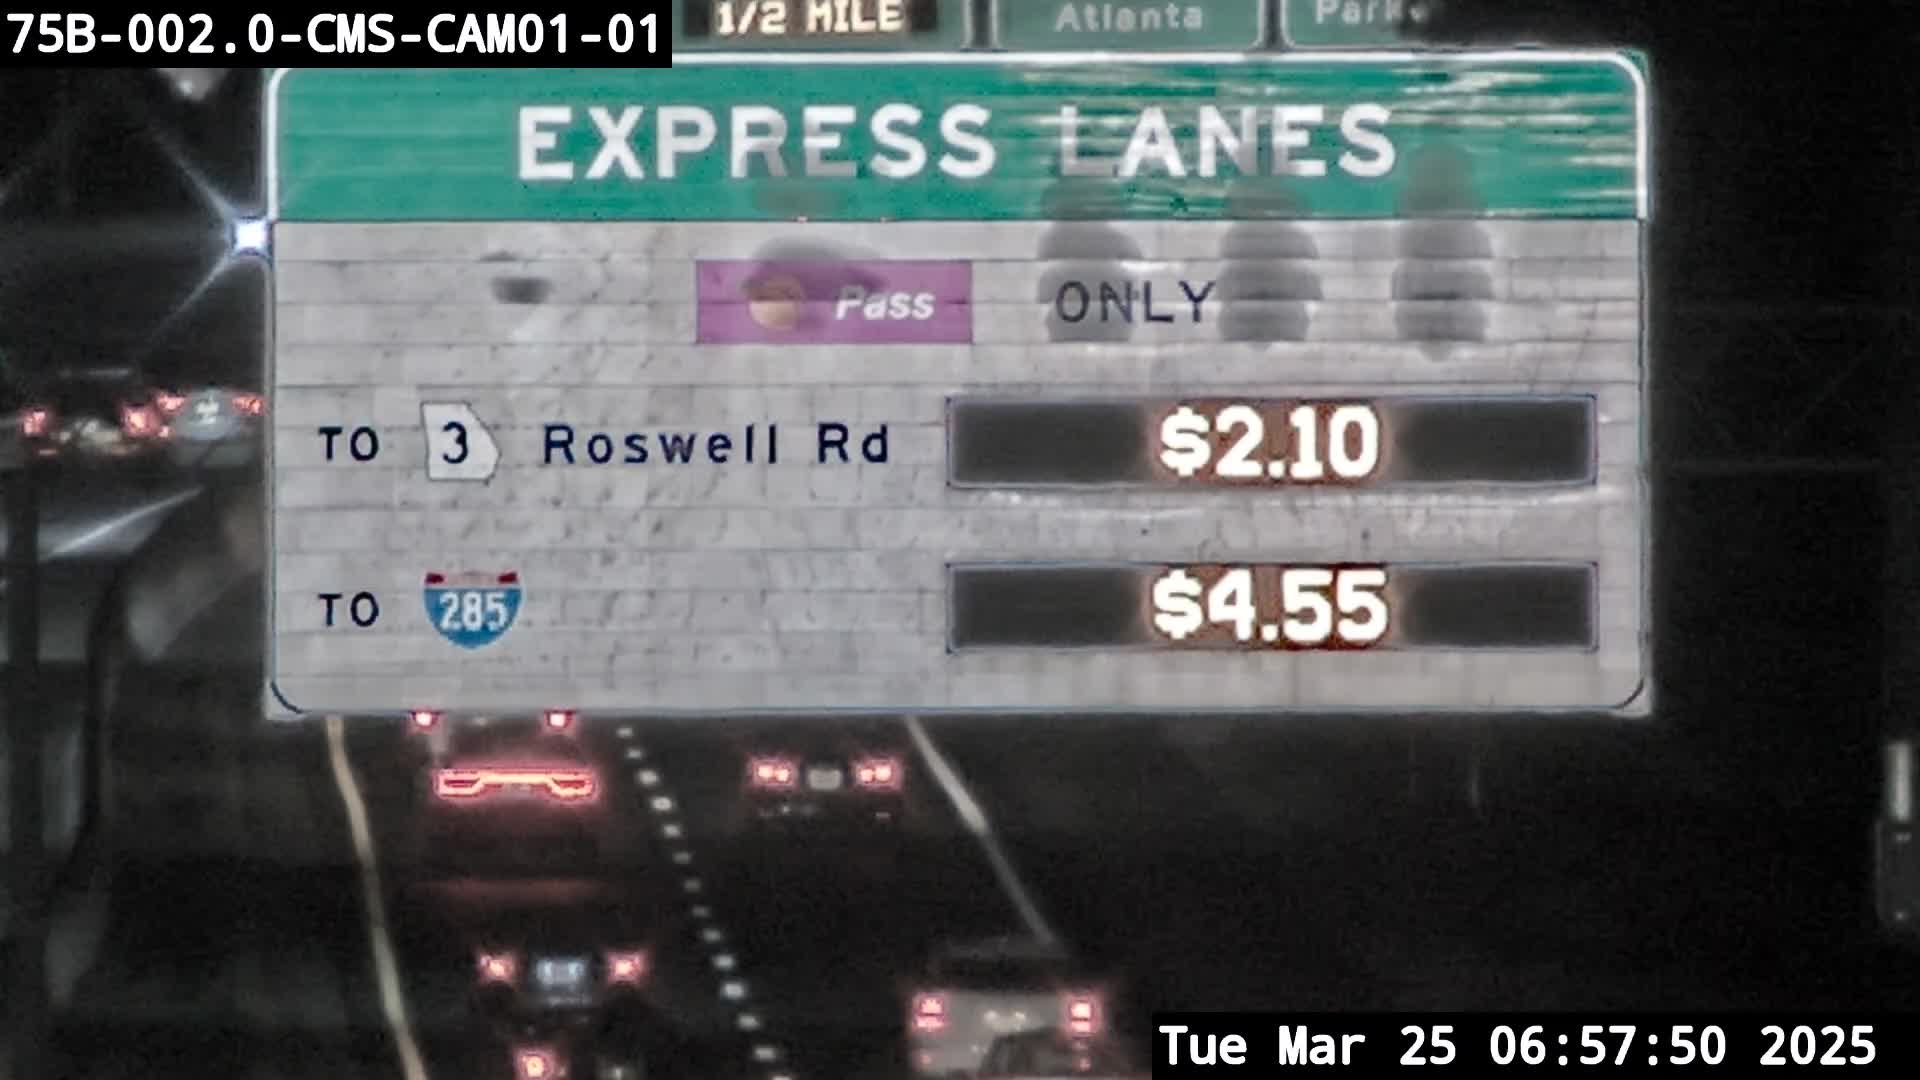 75B-002.0-CMS-CAM01-01
1/2 MILE
Atlanta
EXPRESS LANES
Pass ONLY
TO 3 Roswell Rd $2.10
TO 285 $4.55
Tue Mar 25 06:57:50 2025